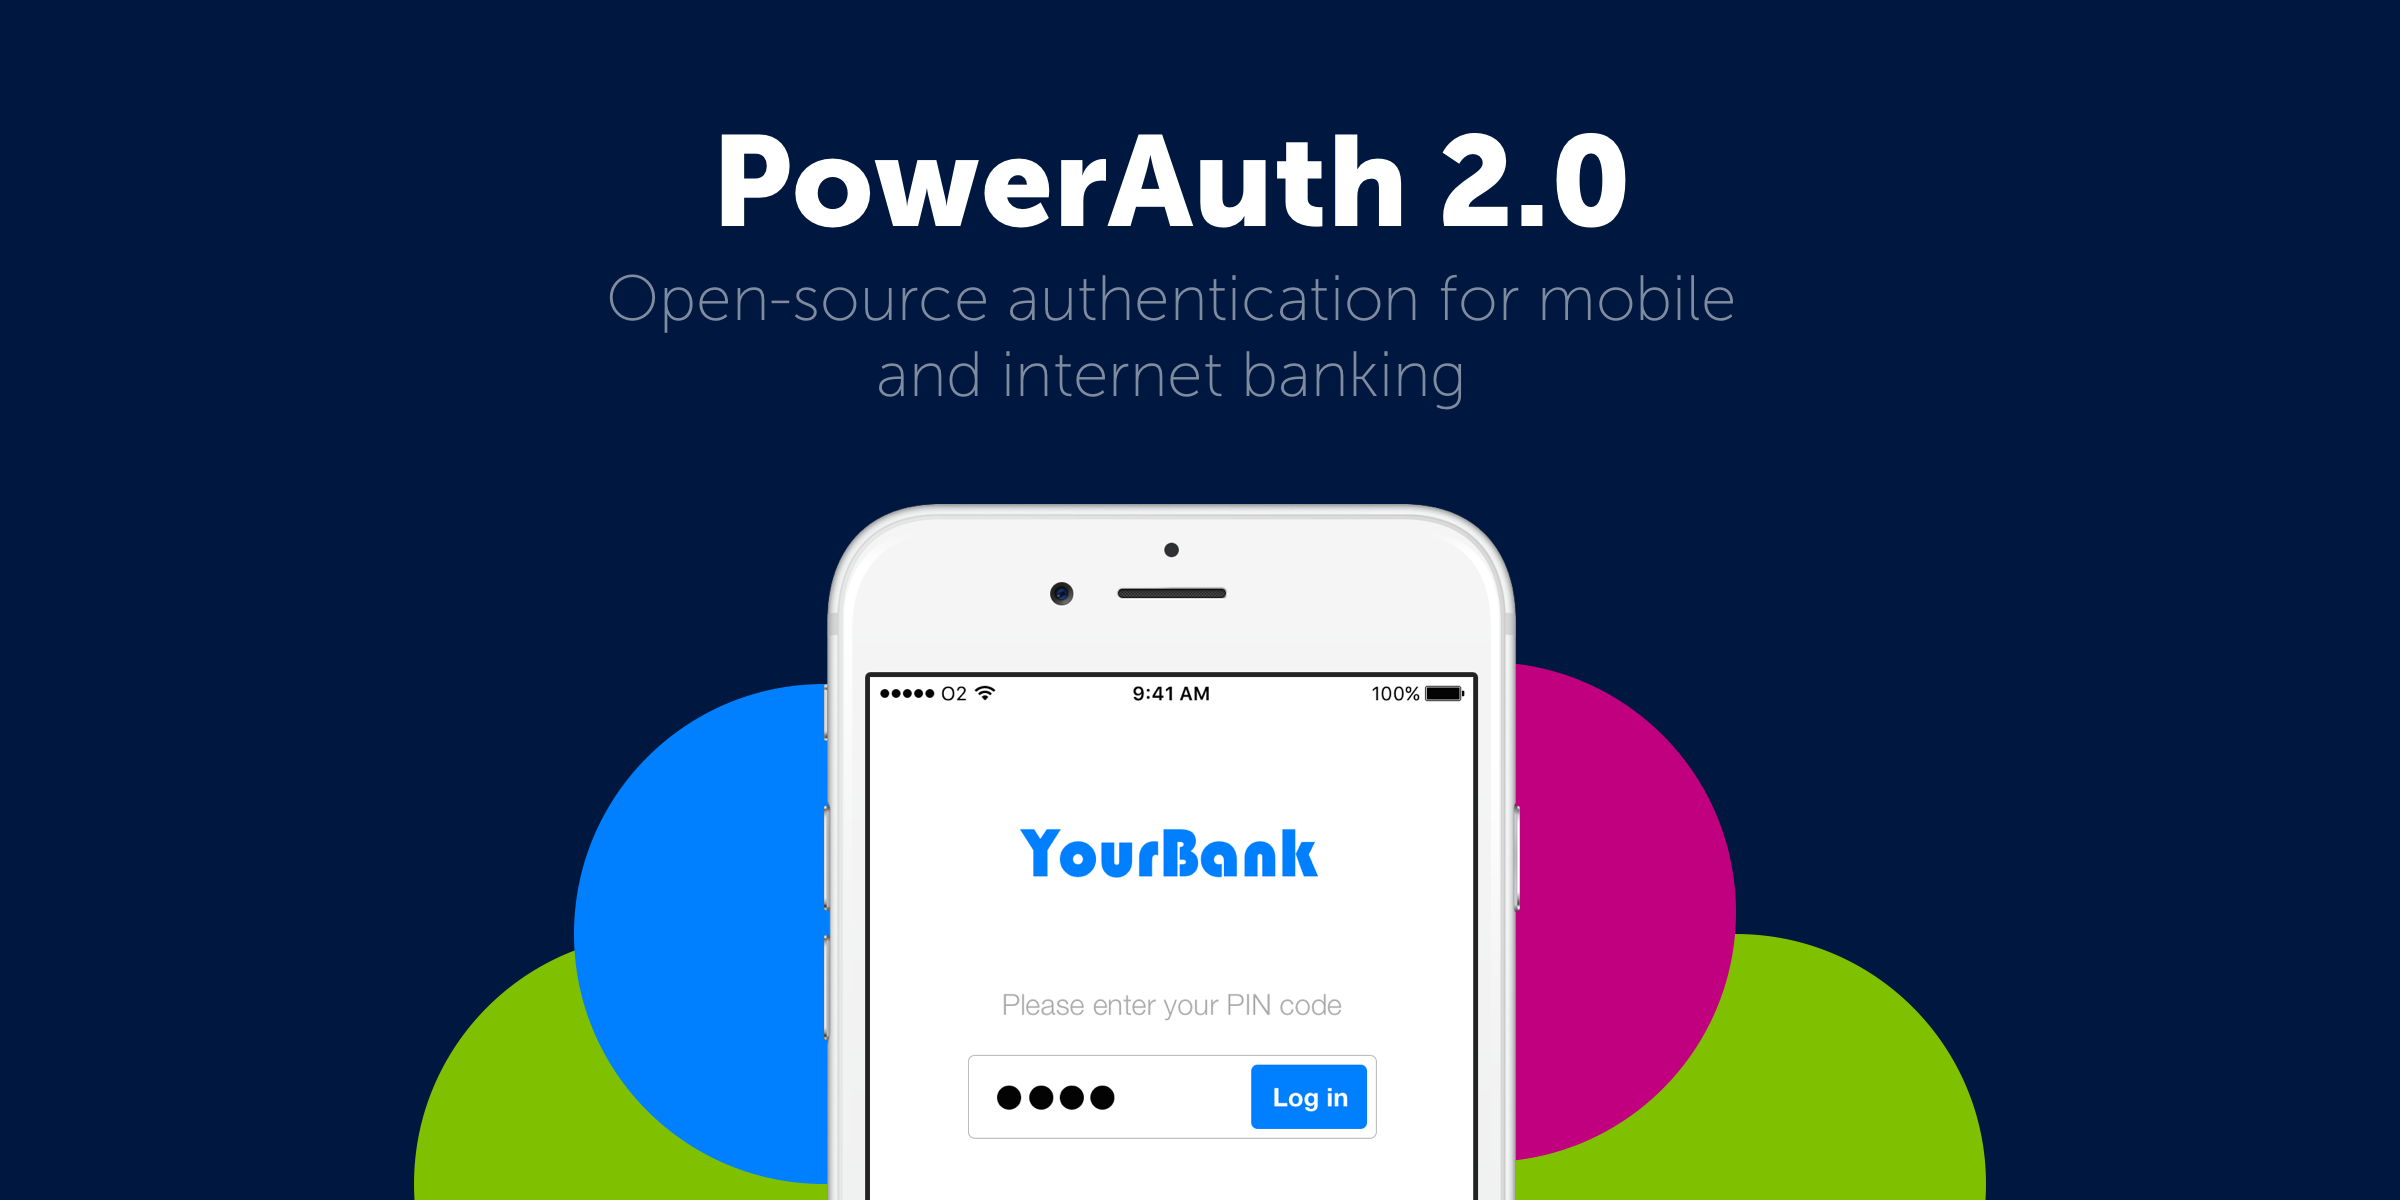 PowerAuth 2.0
Open-source authentication for mobile
and internet banking
O2 9:41 AM 100%
YourBank
Please enter your PIN code
Log in